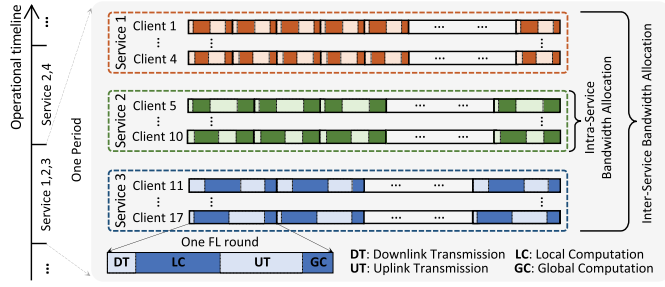 Operational timeline
...
Service 2,4
Service 1,2,3
...
One Period
Service 1
Client 1
... ...
⋮
⋮
Client 4
... ...
Service 2
Client 5
... ...
⋮
⋮
Client 10
... ...
Service 3
Client 11
... ...
⋮
⋮
Client 17
... ...
Intra-Service
Bandwidth Allocation
Inter-Service Bandwidth Allocation
One FL round
DT LC UT GC
DT: Downlink Transmission LC: Local Computation
UT: Uplink Transmission GC: Global Computation